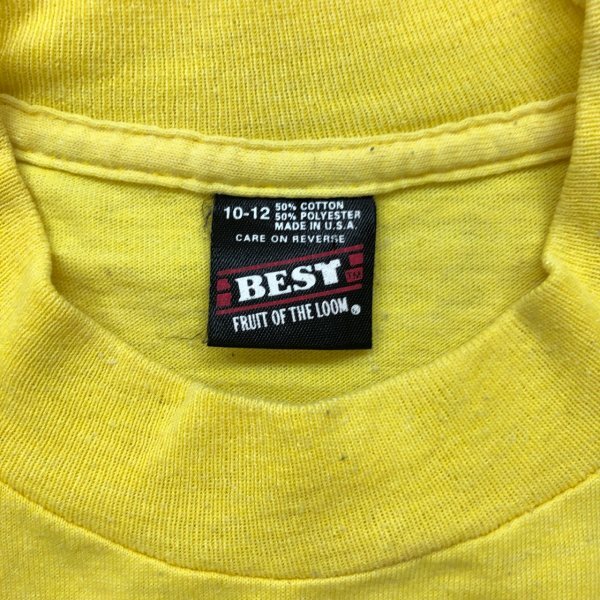 10-12 50% COTTON
50% POLYESTER
MADE IN U.S.A.
CARE ON REVERSE
BEST
FRUIT OF THE LOOM®